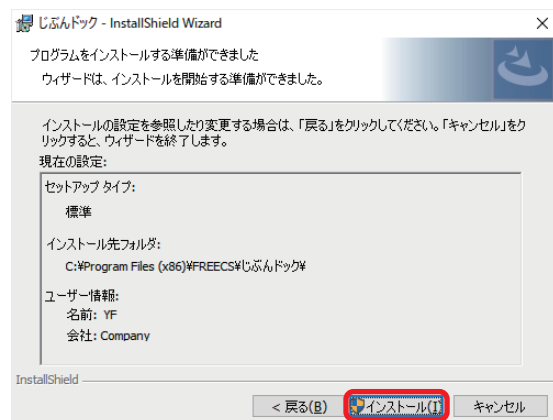 じぶんドック - InstallShield Wizard
プログラムをインストールする準備ができました
ウィザードは、インストールを開始する準備ができました。
インストールの設定を参照したり変更する場合は、「戻る」をクリックしてください。「キャンセル」をク
リックすると、ウィザードを終了します。
現在の設定:
セットアップ タイプ:
標準
インストール先フォルダ:
C:¥Program Files (x86)¥FREECS¥じぶんドック¥
ユーザー情報:
名前: YF
会社: Company
InstallShield
< 戻る(B) インストール(I) キャンセル